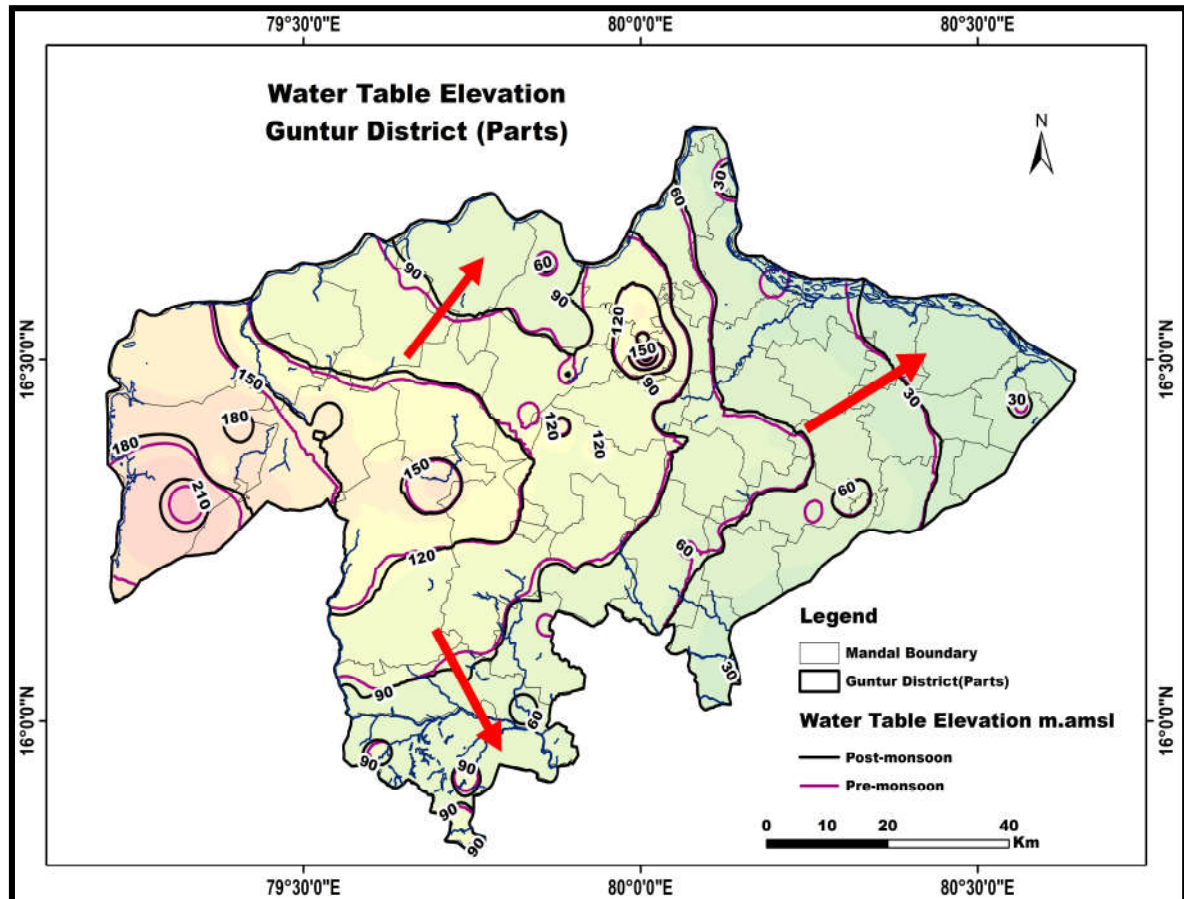 79°30'0"E 80°0'0"E 80°30'0"E
Water Table Elevation
Guntur District (Parts)
N
30
60
90
60
90
120
150
90
16°30'0"N
16°30'0"N
150
30
30
180
120
120
180
150
60
210
60
120
Legend
Mandal Boundary
30
Guntur District(Parts)
90
60
Water Table Elevation m.amsl
16°0'0"N
16°0'0"N
Post-monsoon
90
90
Pre-monsoon
90
0 10 20 40
90
Km
79°30'0"E 80°0'0"E 80°30'0"E